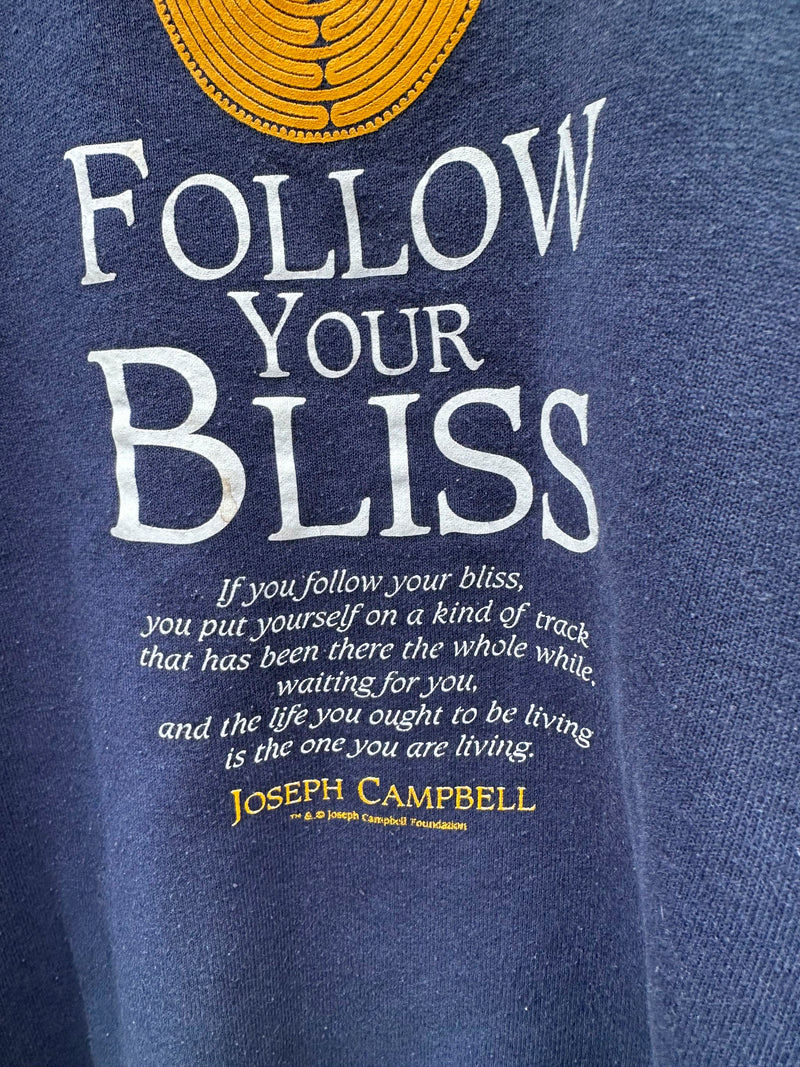 FOLLOW
YOUR
BLISS
If you follow your bliss,
you put yourself on a kind of track
that has been there the whole while,
waiting for you,
and the life you ought to be living
is the one you are living.
JOSEPH CAMPBELL
™ & © Joseph Campbell Foundation